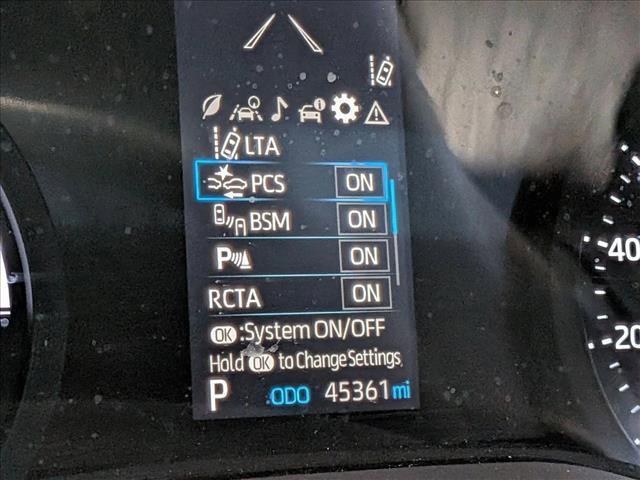 LTA
PCS ON
BSM ON
P ON
RCTA ON
OK :System ON/OFF
Hold OK to Change Settings
P ODO 45361 mi
40
20